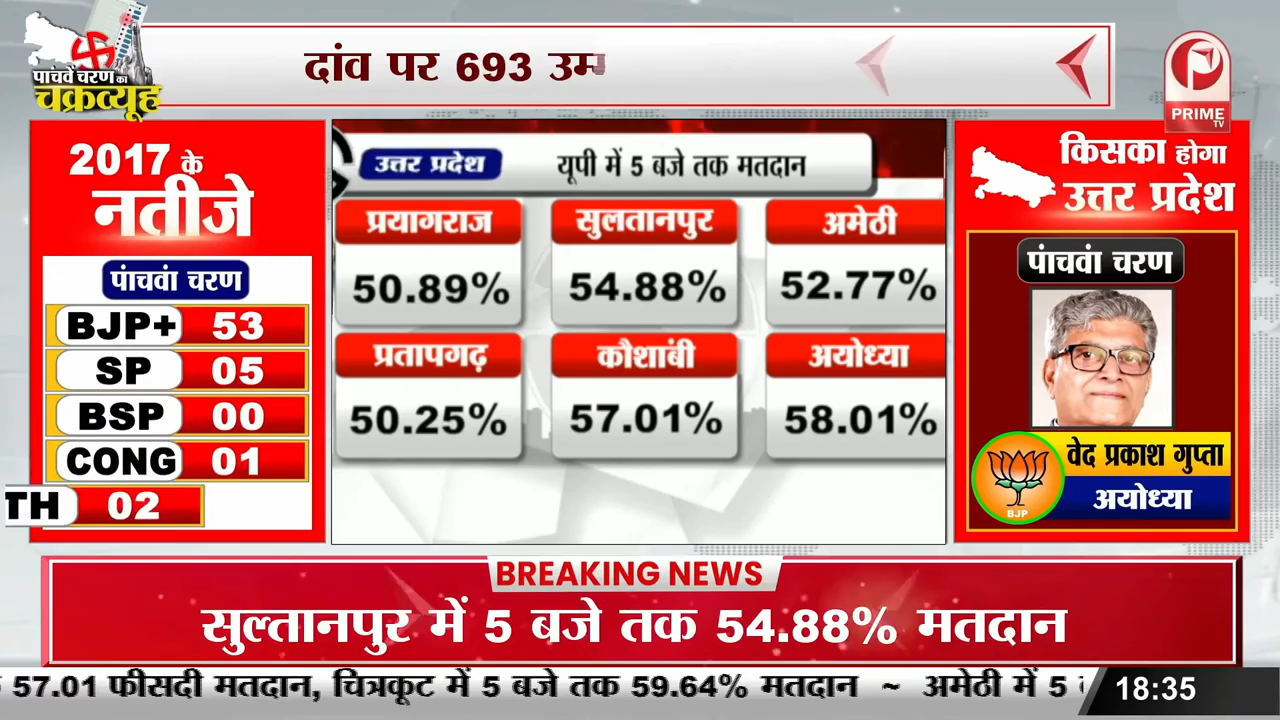 पांचवें चरण का
चक्रव्यूह
दांव पर 693
PRIME
TV
2017 के
नतीजे
पांचवां चरण
BJP+ 53
SP 05
BSP 00
CONG 01
TH 02
उत्तर प्रदेश
यूपी में 5 बजे तक मतदान
प्रयागराज सुलतानपुर अमेठी
50.89% 54.88% 52.77%
प्रतापगढ़ कौशांबी अयोध्या
50.25% 57.01% 58.01%
किसका होगा
उत्तर प्रदेश
पांचवां चरण
BJP
वेद प्रकाश गुप्ता
अयोध्या
BREAKING NEWS
सुल्तानपुर में 5 बजे तक 54.88% मतदान
57.01 फीसदी मतदान, चित्रकूट में 5 बजे तक 59.64% मतदान ~ अमेठी में 5
18:35